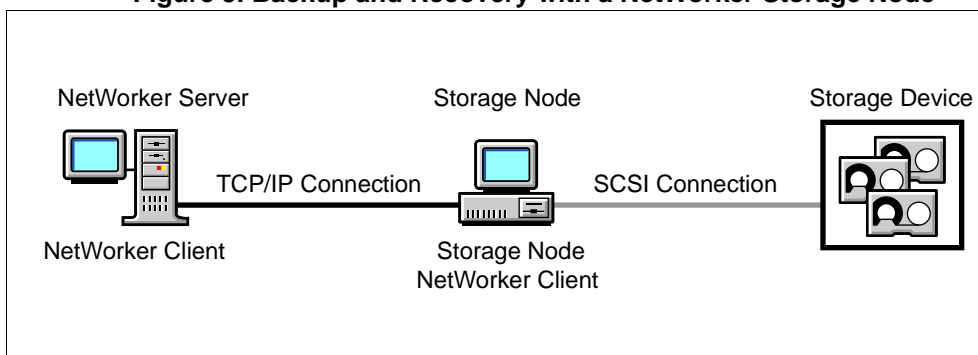 Figure 3. Backup and Recovery with a NetWorker Storage Node
NetWorker Server
Storage Node
Storage Device
TCP/IP Connection
SCSI Connection
NetWorker Client
Storage Node
NetWorker Client